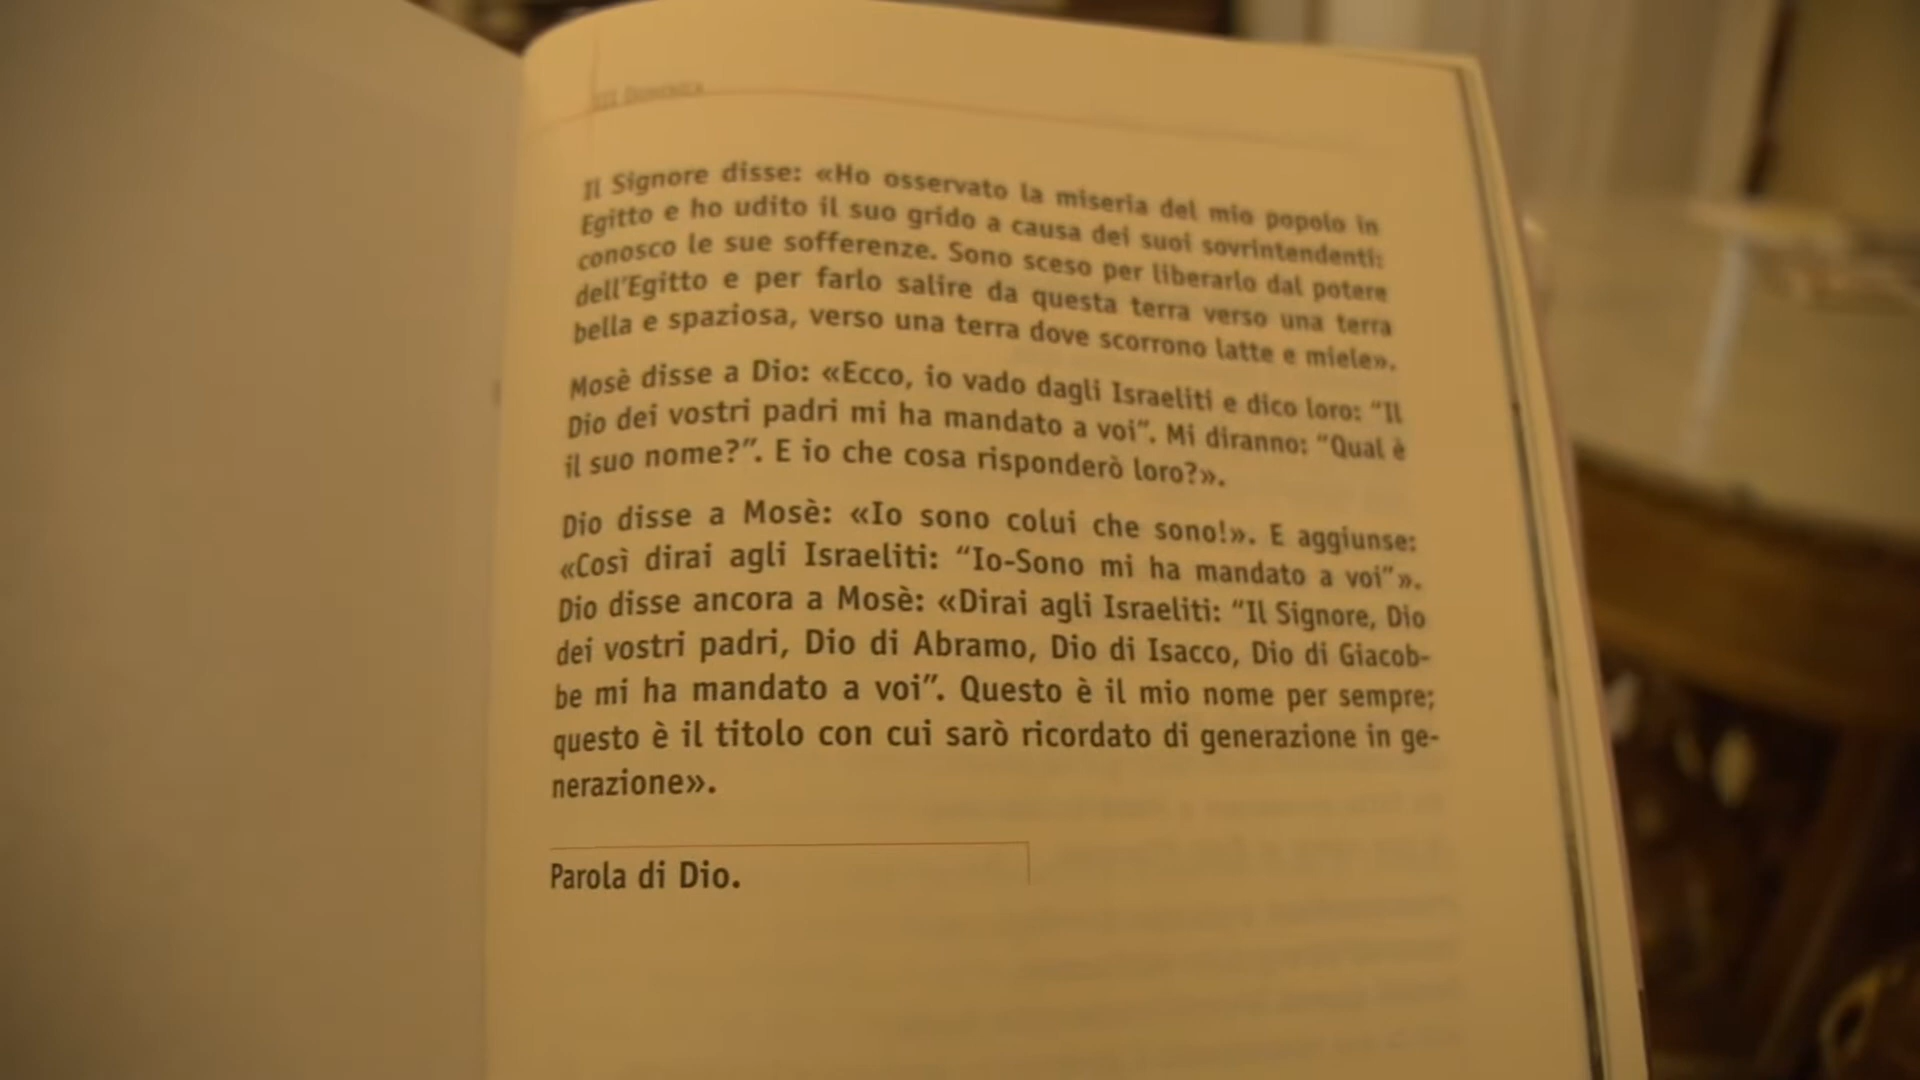 III Domenica
Il Signore disse: «Ho osservato la miseria del mio popolo in
Egitto e ho udito il suo grido a causa dei suoi sovrintendenti:
conosco le sue sofferenze. Sono sceso per liberarlo dal potere
dell'Egitto e per farlo salire da questa terra verso una terra
bella e spaziosa, verso una terra dove scorrono latte e miele».
Mosè disse a Dio: «Ecco, io vado dagli Israeliti e dico loro: “Il
Dio dei vostri padri mi ha mandato a voi”. Mi diranno: “Qual è
il suo nome?”. E io che cosa risponderò loro?».
Dio disse a Mosè: «Io sono colui che sono!». E aggiunse:
«Così dirai agli Israeliti: “Io-Sono mi ha mandato a voi”».
Dio disse ancora a Mosè: «Dirai agli Israeliti: “Il Signore, Dio
dei vostri padri, Dio di Abramo, Dio di Isacco, Dio di Giacob-
be mi ha mandato a voi”. Questo è il mio nome per sempre;
questo è il titolo con cui sarò ricordato di generazione in ge-
nerazione».
Parola di Dio.